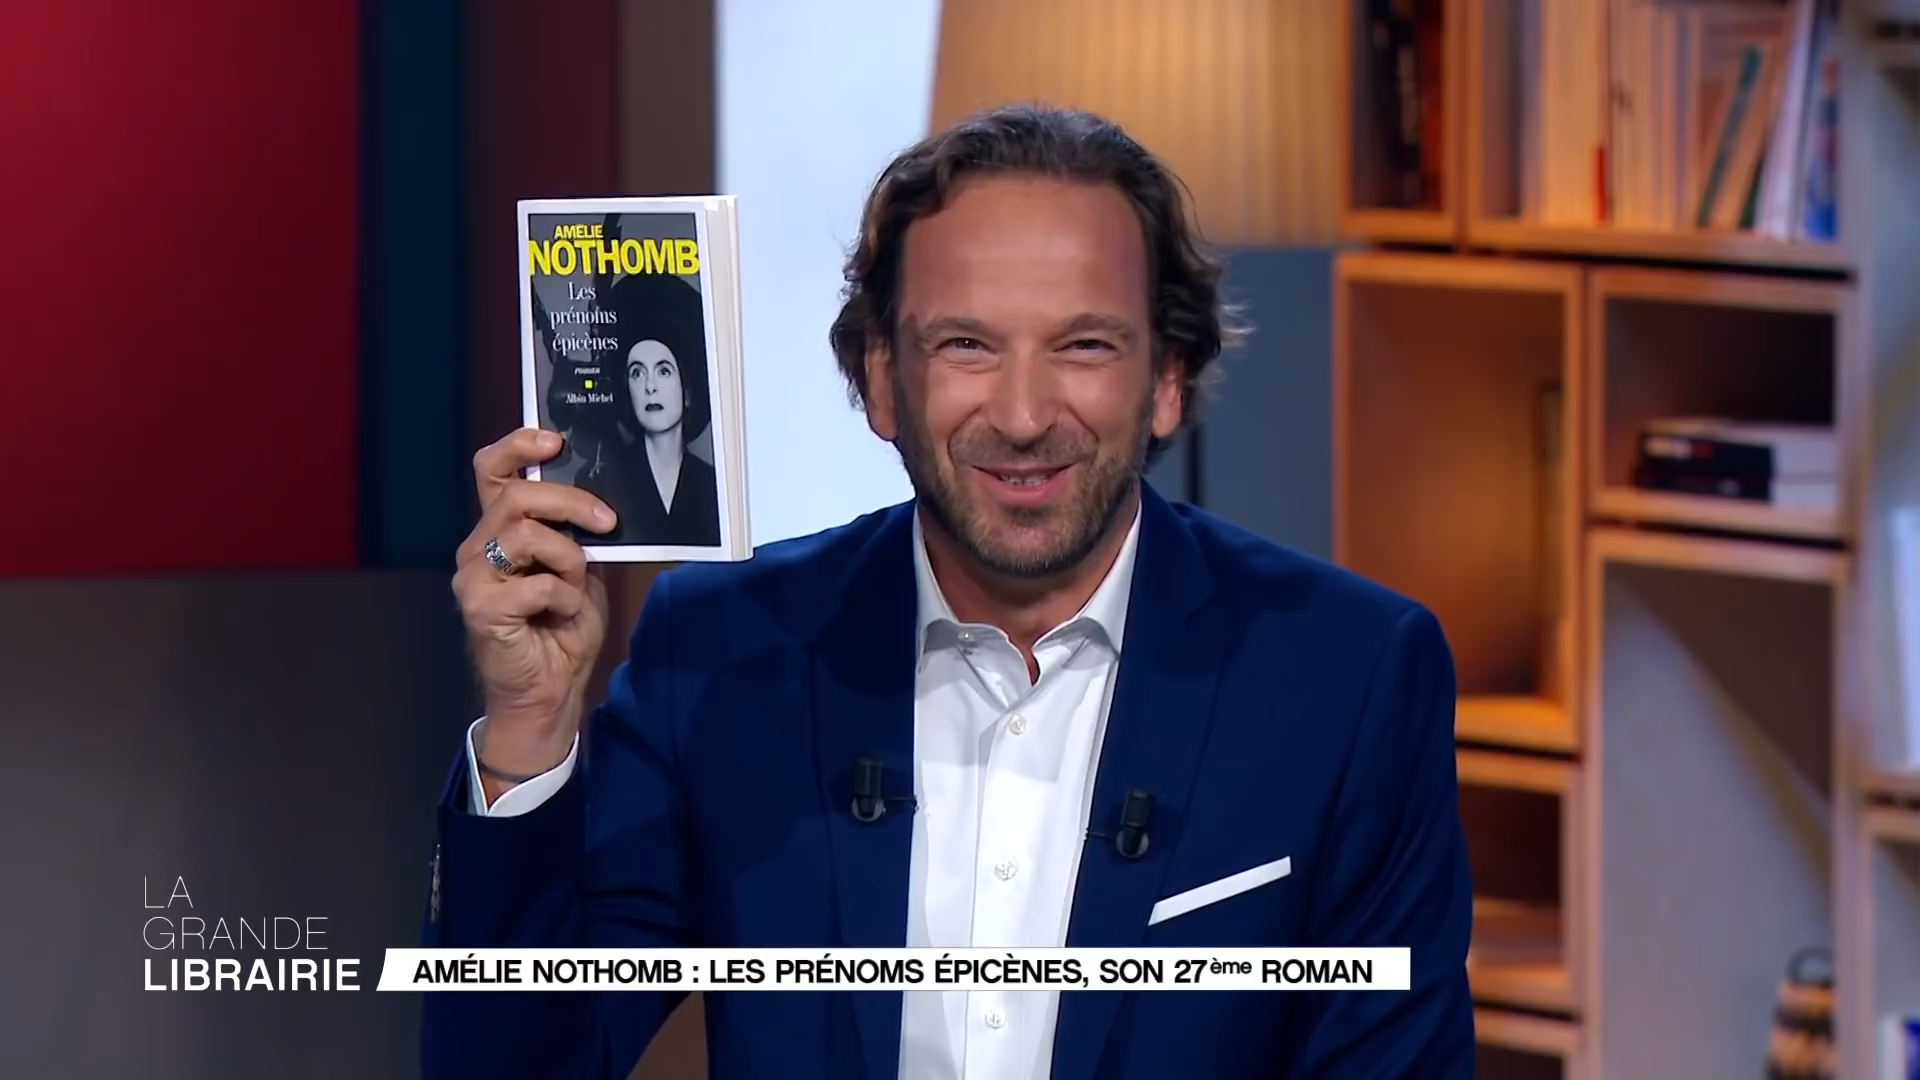 AMÉLIE
NOTHOMB
Les
prénoms
épicènes
ROMAN
Albin Michel
LA
GRANDE
LIBRAIRIE
AMÉLIE NOTHOMB : LES PRÉNOMS ÉPICÈNES, SON 27ème ROMAN